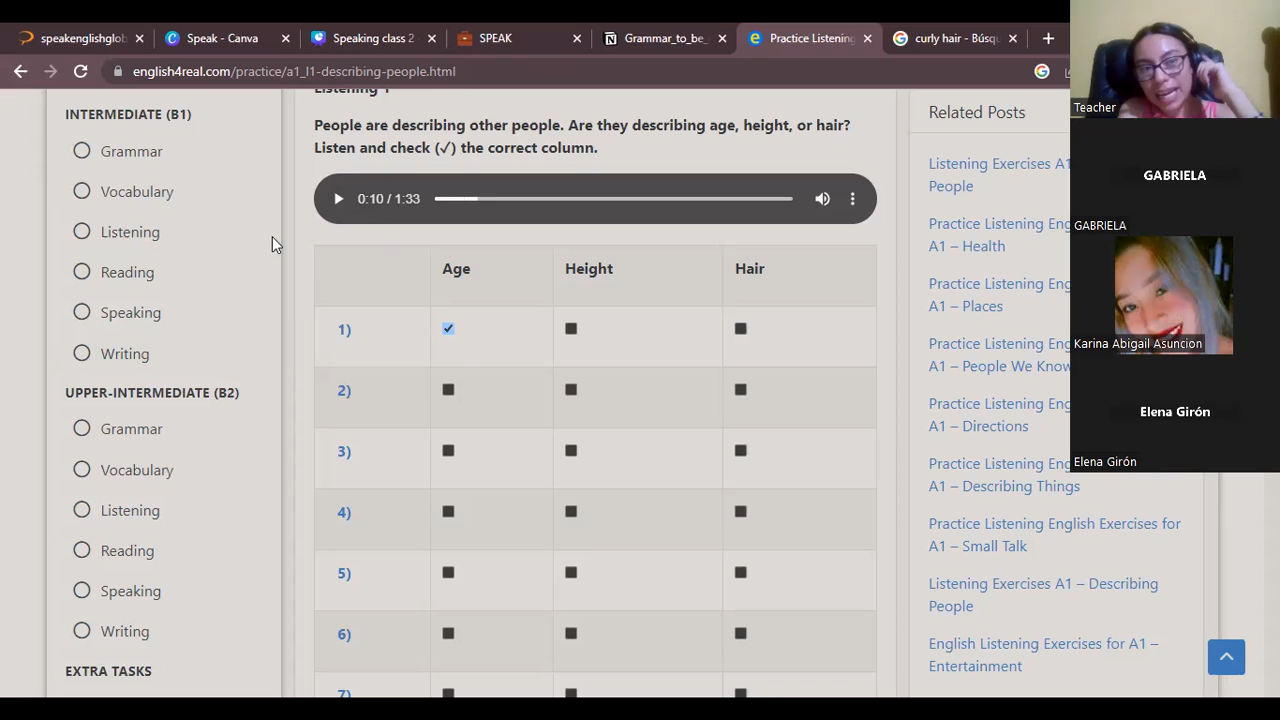 speakenglishglob
Speak - Canva
Speaking class 2
SPEAK
Grammar_to_be_
Practice Listening
curly hair - Búsqu
english4real.com/practice/a1_l1-describing-people.html
INTERMEDIATE (B1)
Grammar
Vocabulary
Listening
Reading
Speaking
Writing
UPPER-INTERMEDIATE (B2)
Grammar
Vocabulary
Listening
Reading
Speaking
Writing
EXTRA TASKS
Listening 1
People are describing other people. Are they describing age, height, or hair?
Listen and check (✓) the correct column.
0:10 / 1:33
Age Height Hair
1)
2)
3)
4)
5)
6)
7)
Related Posts
Listening Exercises A1
People
Practice Listening Eng
A1 – Health
Practice Listening Eng
A1 – Places
Practice Listening Eng
A1 – People We Know
Practice Listening Eng
A1 – Directions
Practice Listening Eng
A1 – Describing Things
Practice Listening English Exercises for
A1 – Small Talk
Listening Exercises A1 – Describing
People
English Listening Exercises for A1 –
Entertainment
Teacher
GABRIELA
GABRIELA
Karina Abigail Asuncion
Elena Girón
Elena Girón